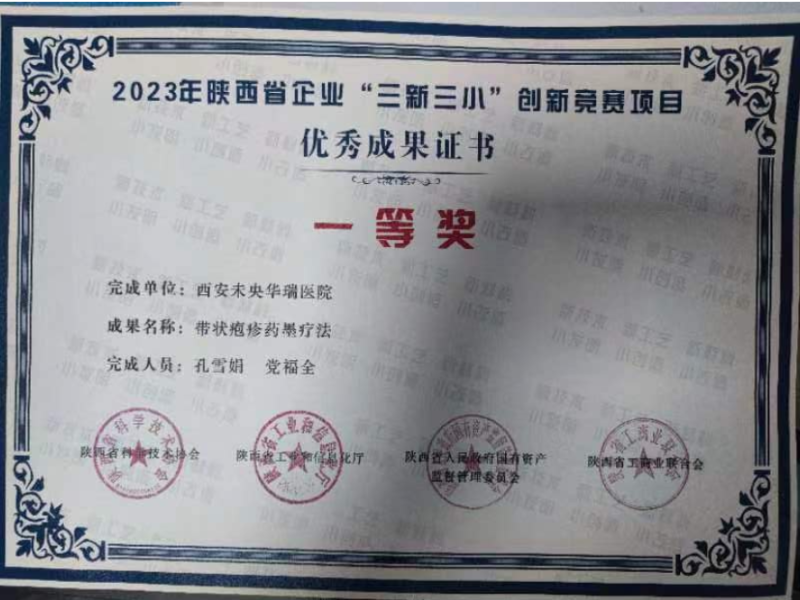 2023年陕西省企业“三新三小”创新竞赛项目
优秀成果证书
一等奖
完成单位：西安未央华瑞医院
成果名称：带状疱疹药墨疗法
完成人员：孔雪娟 党福全
陕西省科学技术协会
陕西省工业和信息化厅
陕西省人民政府国有资产
监督管理委员会
陕西省工商业联合会